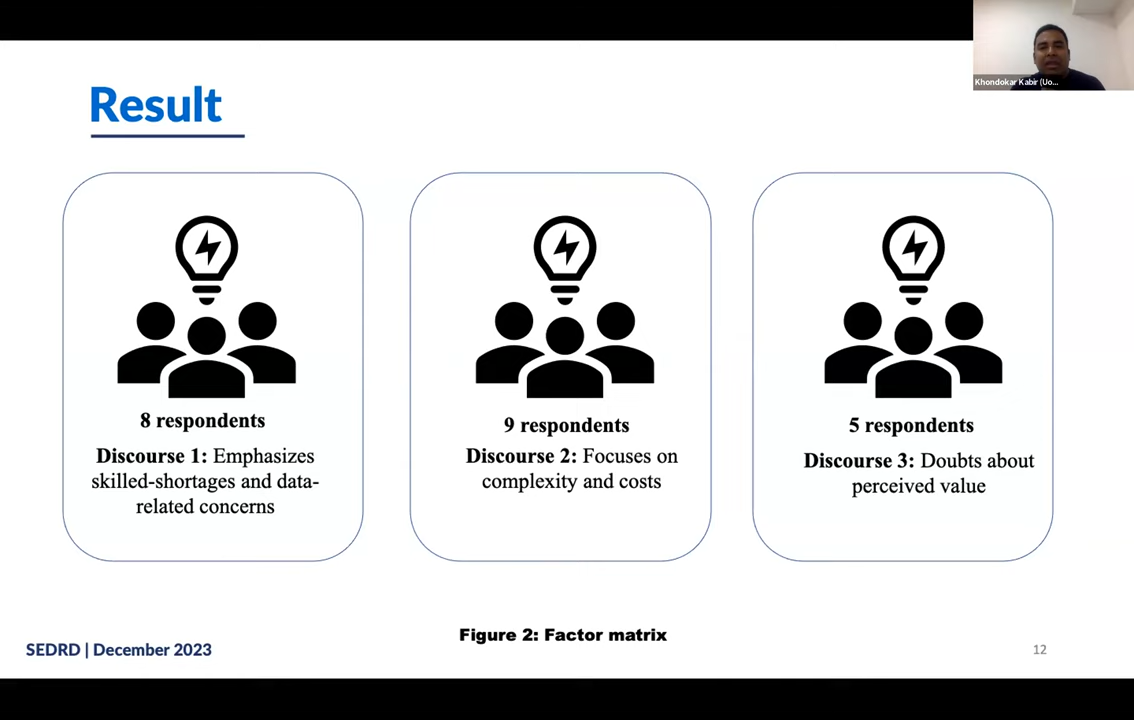 Khondokar Kabir (Uo...
Result
8 respondents
Discourse 1: Emphasizes
skilled-shortages and data-
related concerns
9 respondents
Discourse 2: Focuses on
complexity and costs
5 respondents
Discourse 3: Doubts about
perceived value
Figure 2: Factor matrix
SEDRD | December 2023
12